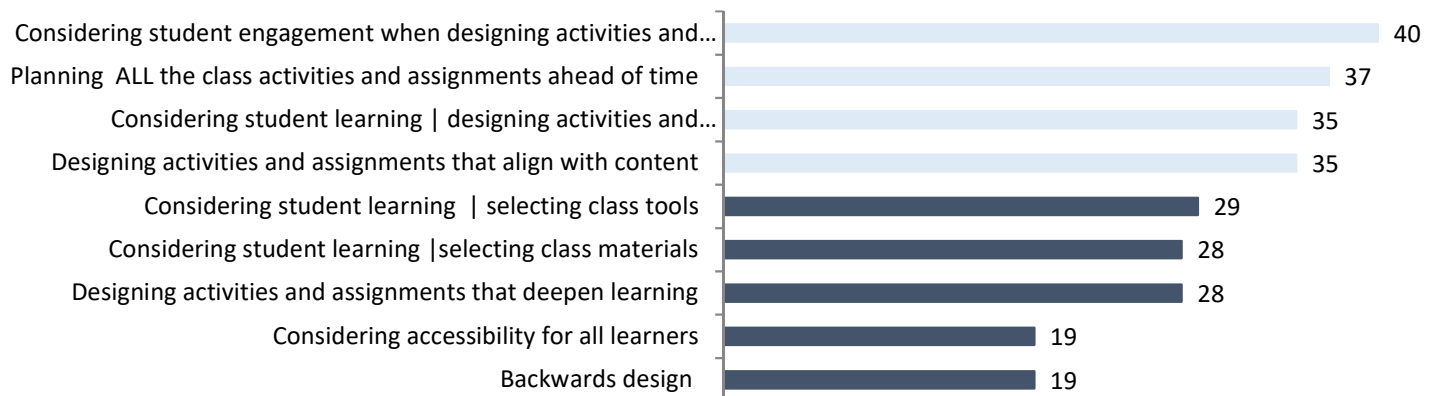 Considering student engagement when designing activities and... 40
Planning ALL the class activities and assignments ahead of time 37
Considering student learning | designing activities and... 35
Designing activities and assignments that align with content 35
Considering student learning | selecting class tools 29
Considering student learning |selecting class materials 28
Designing activities and assignments that deepen learning 28
Considering accessibility for all learners 19
Backwards design 19